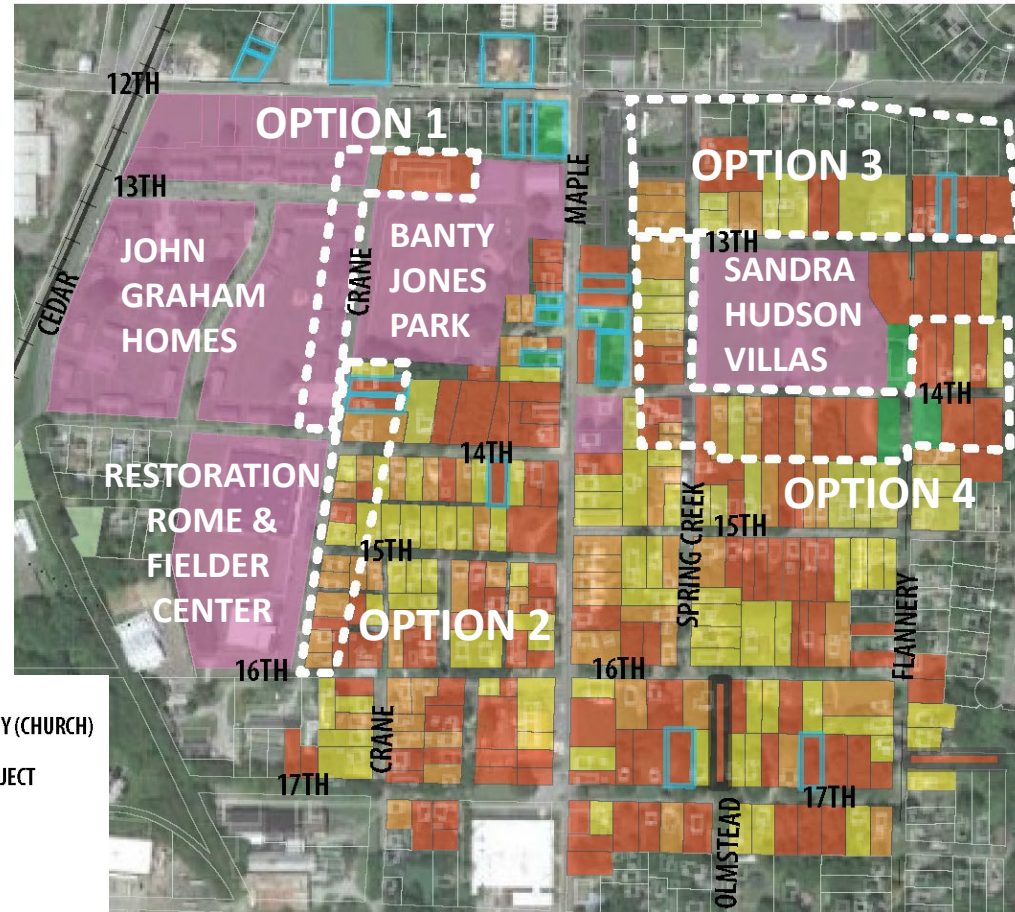 12TH
OPTION 1
13TH
MAPLE
OPTION 3
JOHN
GRAHAM
HOMES
CRANE
BANTY
JONES
PARK
13TH
SANDRA
HUDSON
VILLAS
CEDAR
14TH
14TH
RESTORATION
ROME &
FIELDER
CENTER
OPTION 4
15TH
SPRING CREEK
15TH
OPTION 2
FLANNERY
16TH
16TH
Y (CHURCH)
JECT
CRANE
17TH
17TH
OLMSTEAD